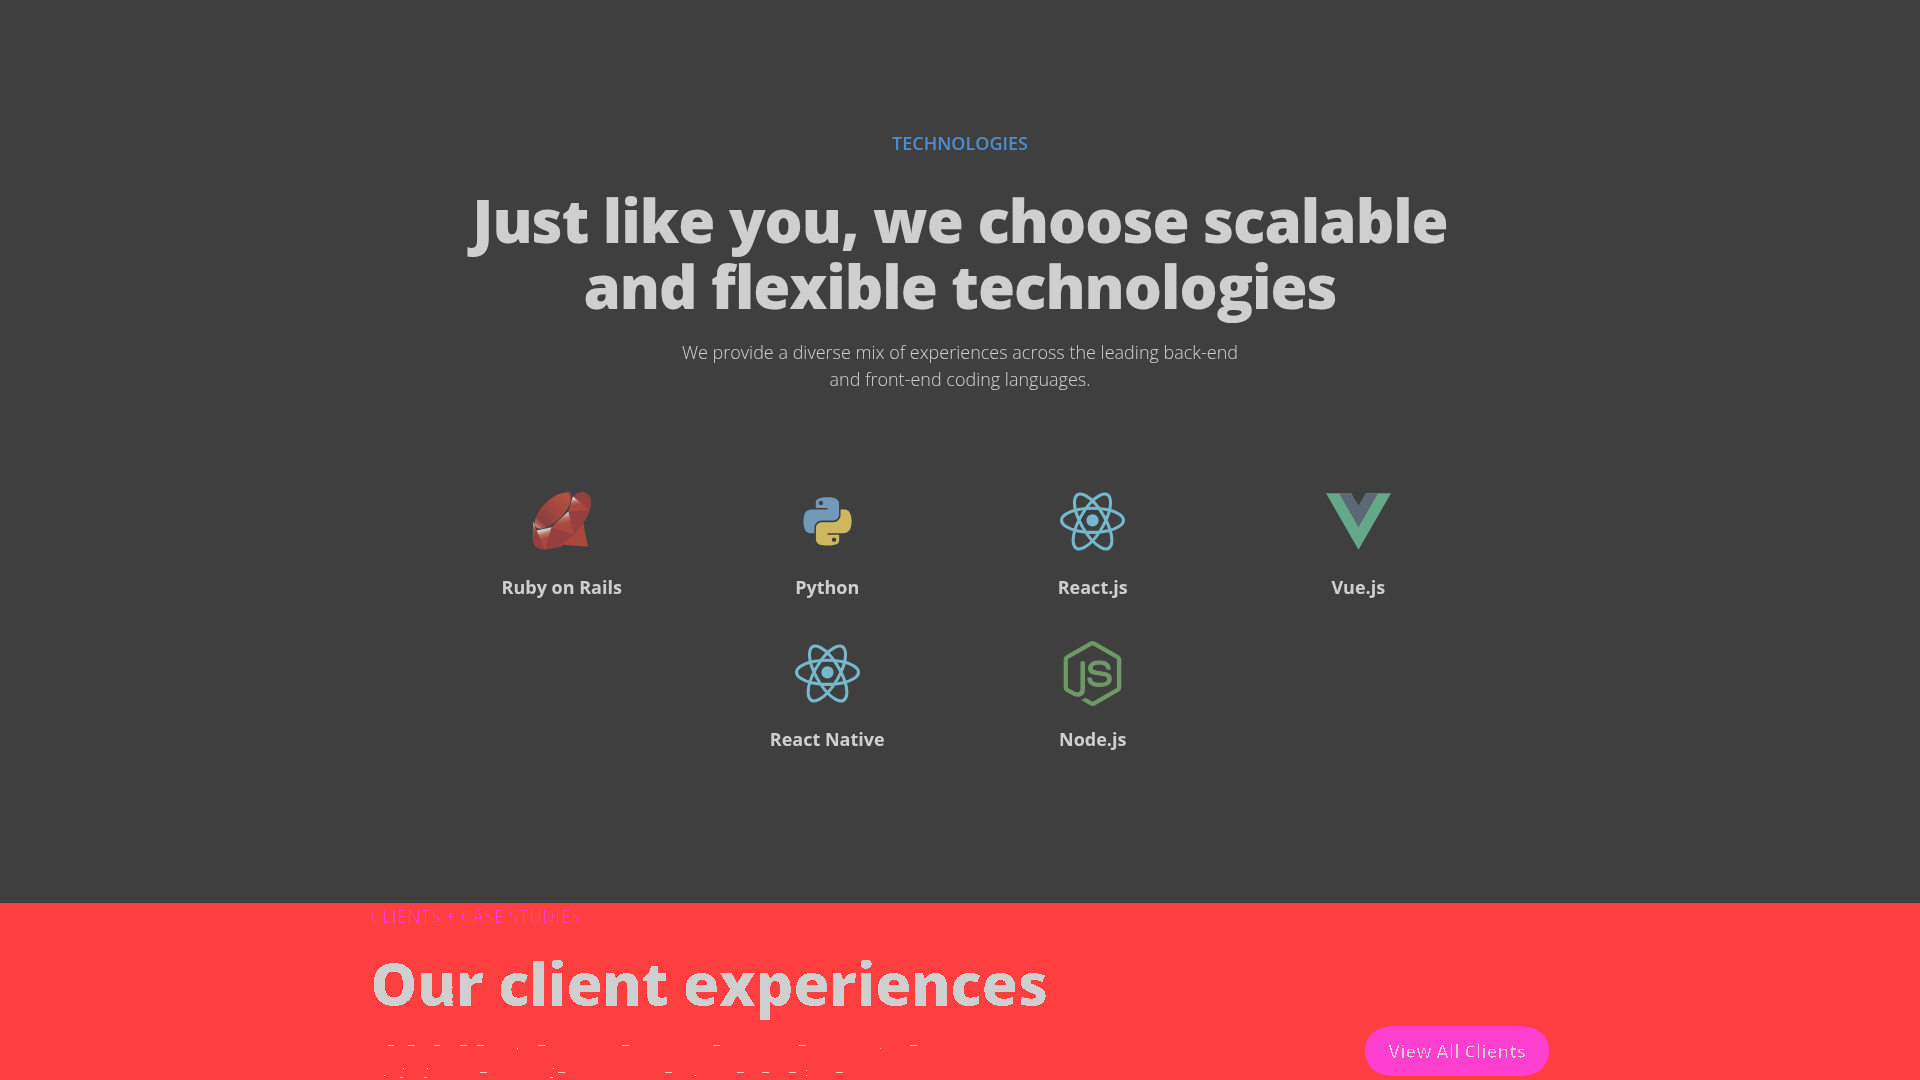 TECHNOLOGIES
Just like you, we choose scalable
and flexible technologies
We provide a diverse mix of experiences across the leading back-end
and front-end coding languages.
Ruby on Rails
Python
React.js
Vue.js
React Native
JS
Node.js
CLIENTS + CASE STUDIES
Our client experiences
View All Clients